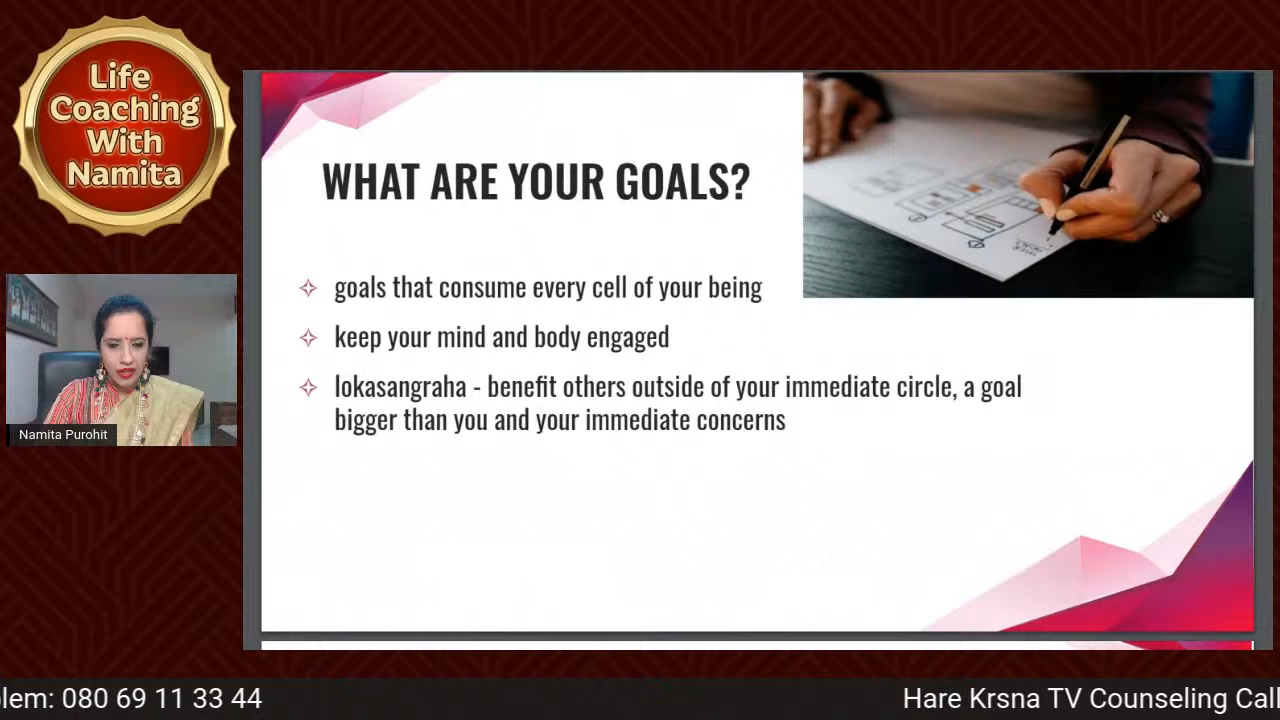 Life
Coaching
With
Namita
WHAT ARE YOUR GOALS?
goals that consume every cell of your being
keep your mind and body engaged
lokasangraha - benefit others outside of your immediate circle, a goal
bigger than you and your immediate concerns
Namita Purohit
lem: 080 69 11 33 44
Hare Krsna TV Counseling Call